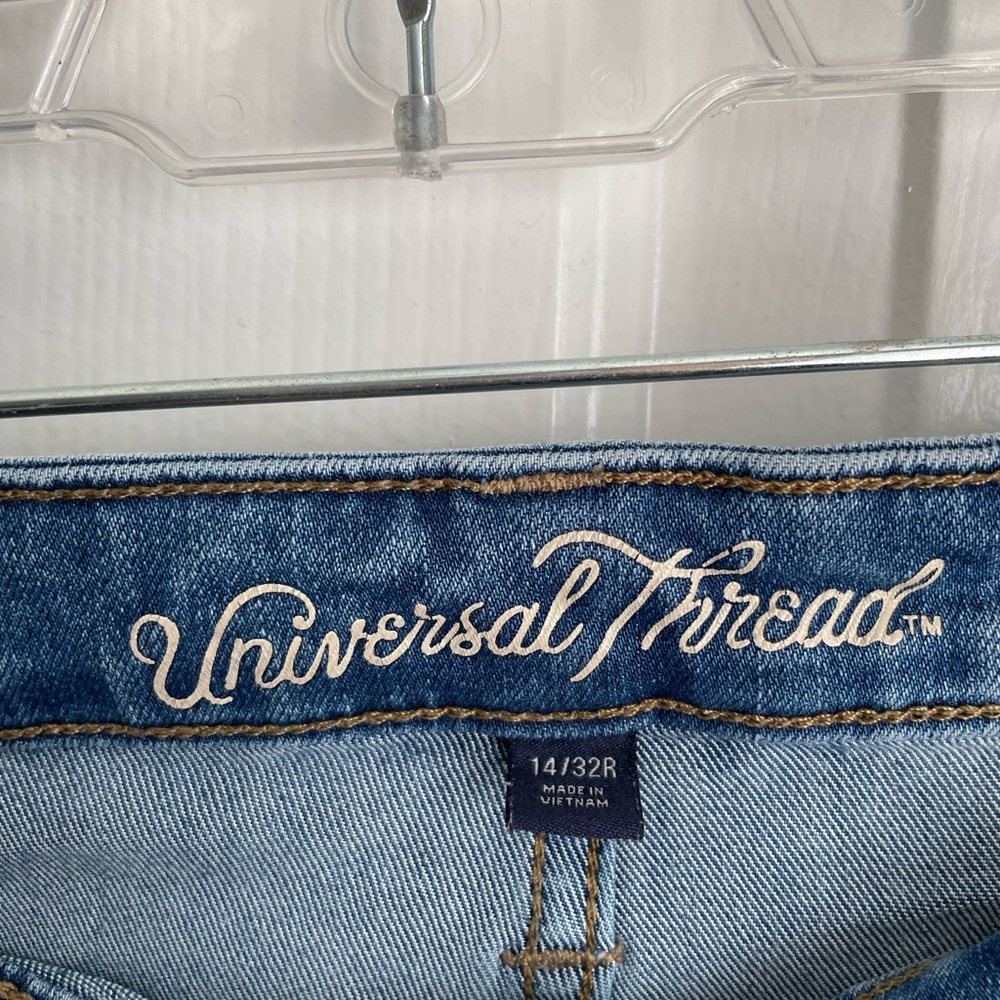 Universal Thread™
14/32R
MADE IN
VIETNAM